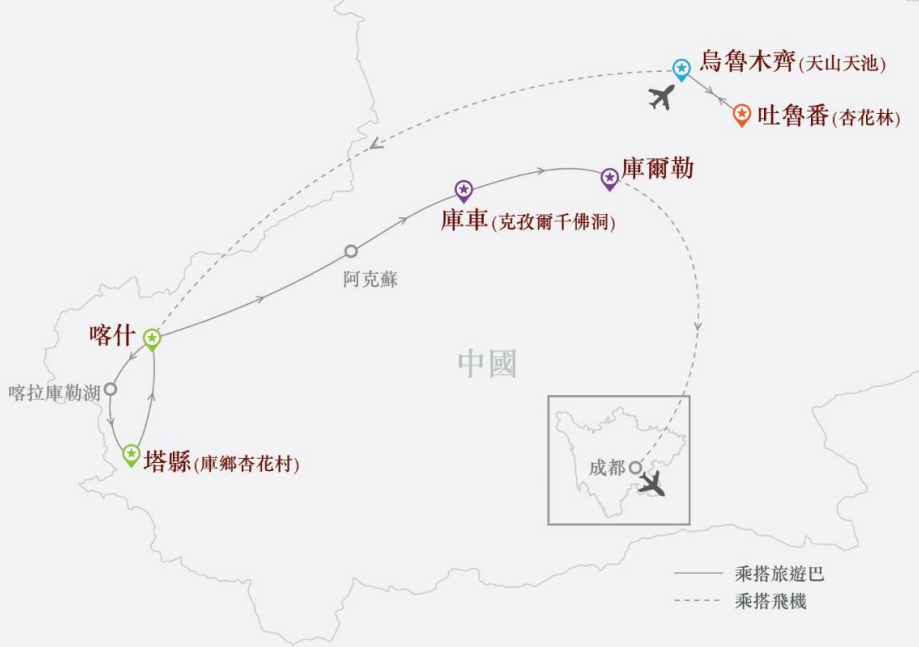 烏魯木齊(天山天池)
吐魯番(杏花林)
庫爾勒
庫車(克孜爾千佛洞)
阿克蘇
喀什
中國
喀拉庫勒湖
塔縣(庫鄉杏花村)
成都
乘搭旅遊巴
乘搭飛機